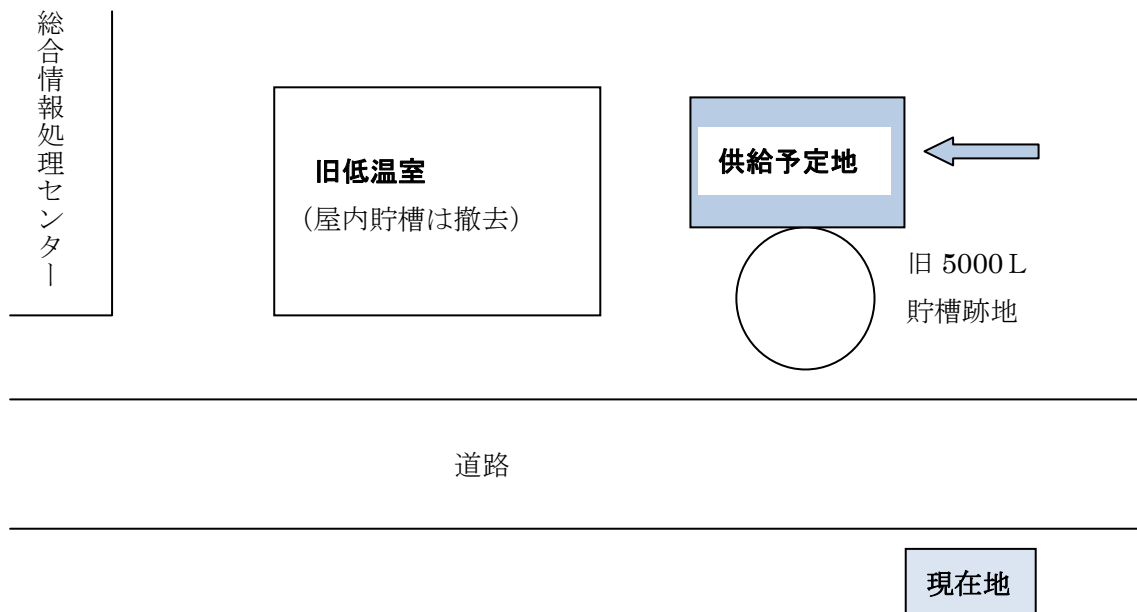 総合情報処理センター
旧低温室
（屋内貯槽は撤去）
供給予定地
旧 5000 L
貯槽跡地
道路
現在地